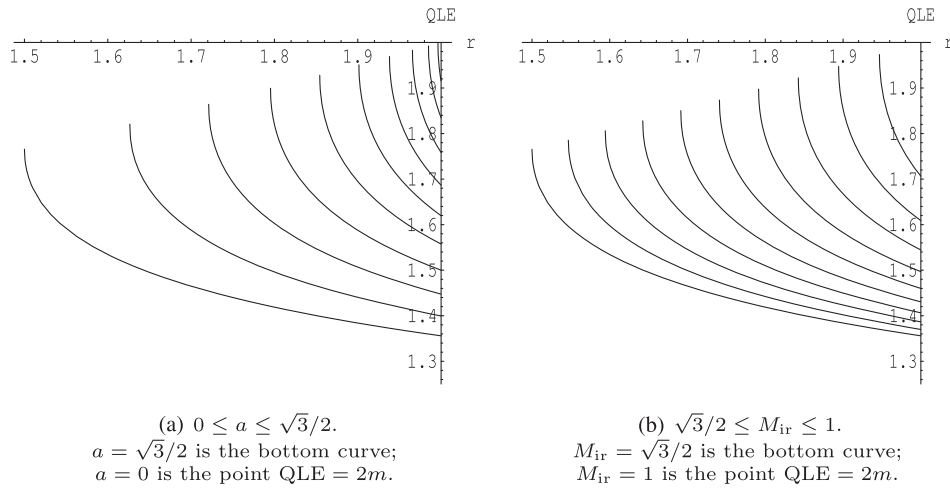 QLE
r
1.5 1.6 1.7 1.8 1.9
1.9
1.8
1.7
1.6
1.5
1.4
1.3
(a) 0 ≤ a ≤ √3/2.
a = √3/2 is the bottom curve;
a = 0 is the point QLE = 2m.
QLE
r
1.5 1.6 1.7 1.8 1.9
1.9
1.8
1.7
1.6
1.5
1.4
1.3
(b) √3/2 ≤ M_ir ≤ 1.
M_ir = √3/2 is the bottom curve;
M_ir = 1 is the point QLE = 2m.